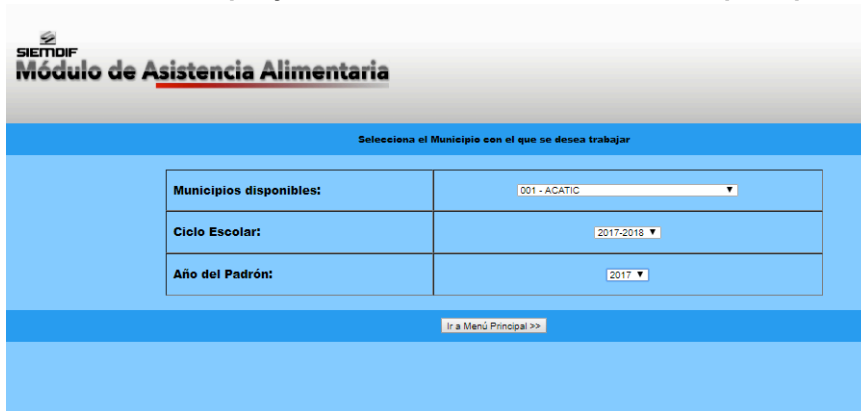 SIEMDIF
Módulo de Asistencia Alimentaria
Selecciona el Municipio con el que se desea trabajar
Municipios disponibles: 001 - ACATIC
Ciclo Escolar: 2017-2018
Año del Padrón: 2017
Ir a Menú Principal >>